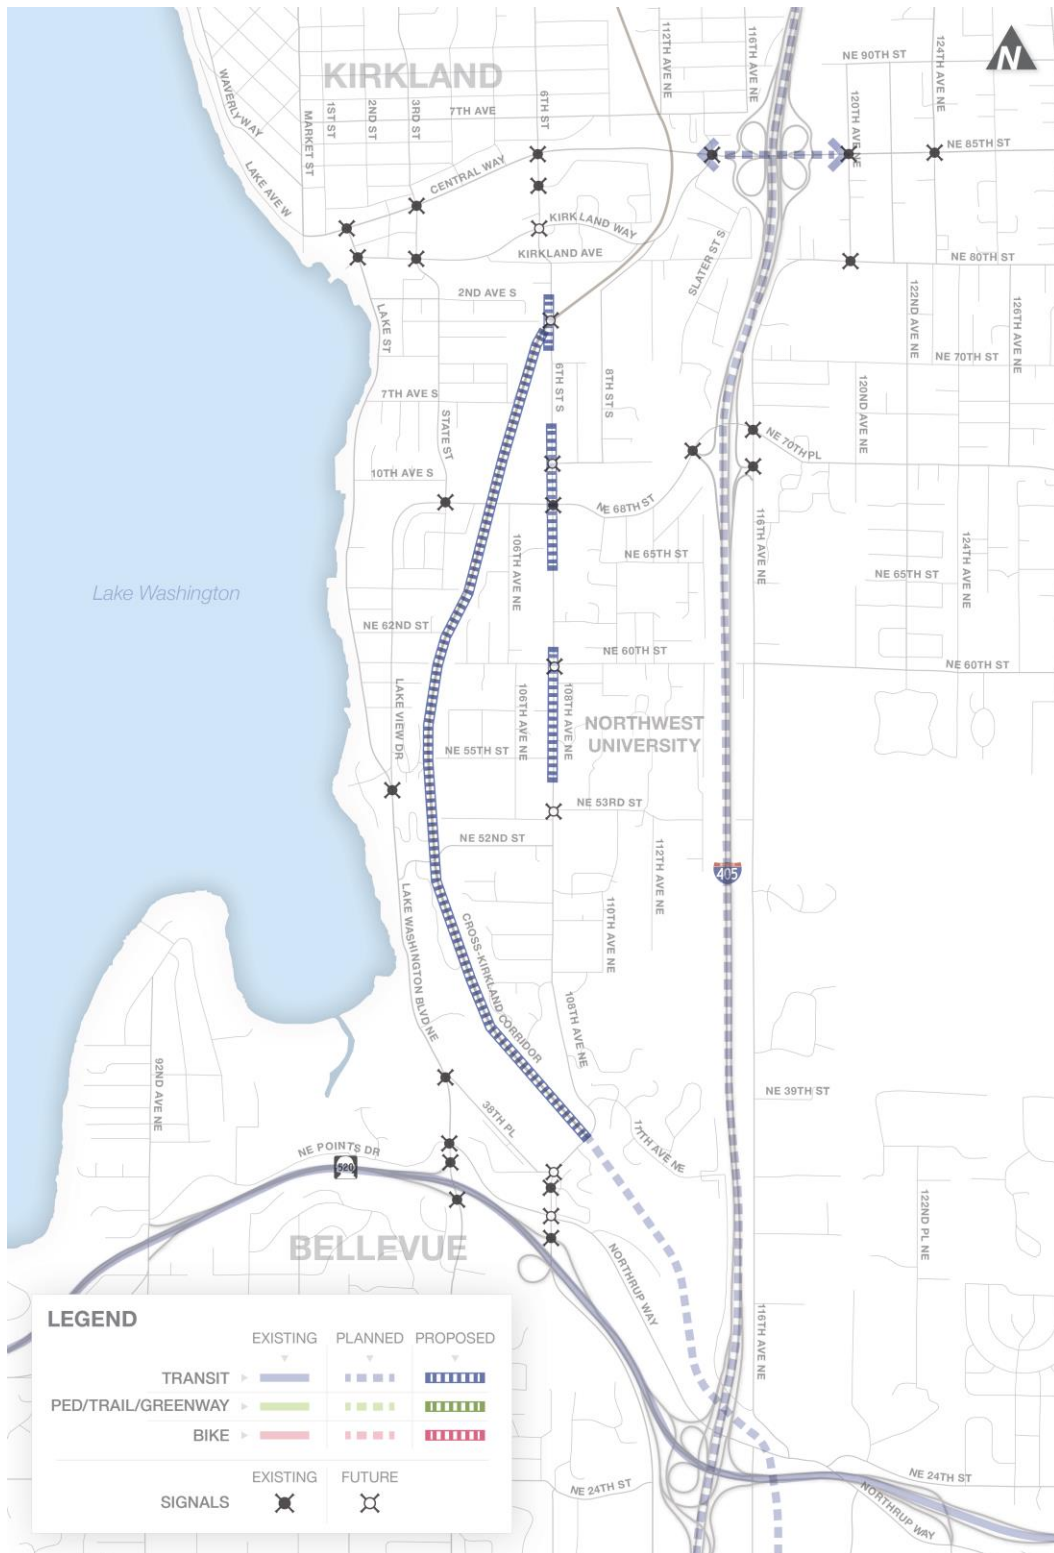 KIRKLAND
WAVERLY WAY
MARKET ST
1ST ST
2ND ST
3RD ST
7TH AVE
6TH ST
112TH AVE NE
116TH AVE NE
NE 90TH ST
124TH AVE NE
120TH AVE NE
N
NE 85TH ST
LAKE AVE W
CENTRAL WAY
KIRKLAND WAY
KIRKLAND AVE
SLATER ST S
NE 80TH ST
2ND AVE S
LAKE ST
122ND AVE NE
126TH AVE NE
NE 70TH ST
6TH ST S
8TH ST S
7TH AVE S
STATE ST
120ND AVE NE
NE 70TH PL
10TH AVE S
NE 68TH ST
116TH AVE NE
106TH AVE NE
NE 65TH ST
124TH AVE NE
NE 65TH ST
Lake Washington
NE 62ND ST
NE 60TH ST
NE 60TH ST
LAKE VIEW DR
106TH AVE NE
108TH AVE NE
NORTHWEST
UNIVERSITY
NE 55TH ST
NE 53RD ST
NE 52ND ST
112TH AVE NE
405
LAKE WASHINGTON BLVD NE
CROSS-KIRKLAND CORRIDOR
110TH AVE NE
108TH AVE NE
92ND AVE NE
NE 39TH ST
38TH PL
117TH AVE NE
NE POINTS DR
520
122ND PL NE
BELLEVUE
NORTHRUP WAY
116TH AVE NE
LEGEND
EXISTING PLANNED PROPOSED
TRANSIT
PED/TRAIL/GREENWAY
BIKE
EXISTING FUTURE
SIGNALS
NE 24TH ST
NE 24TH ST
NORTHRUP WAY